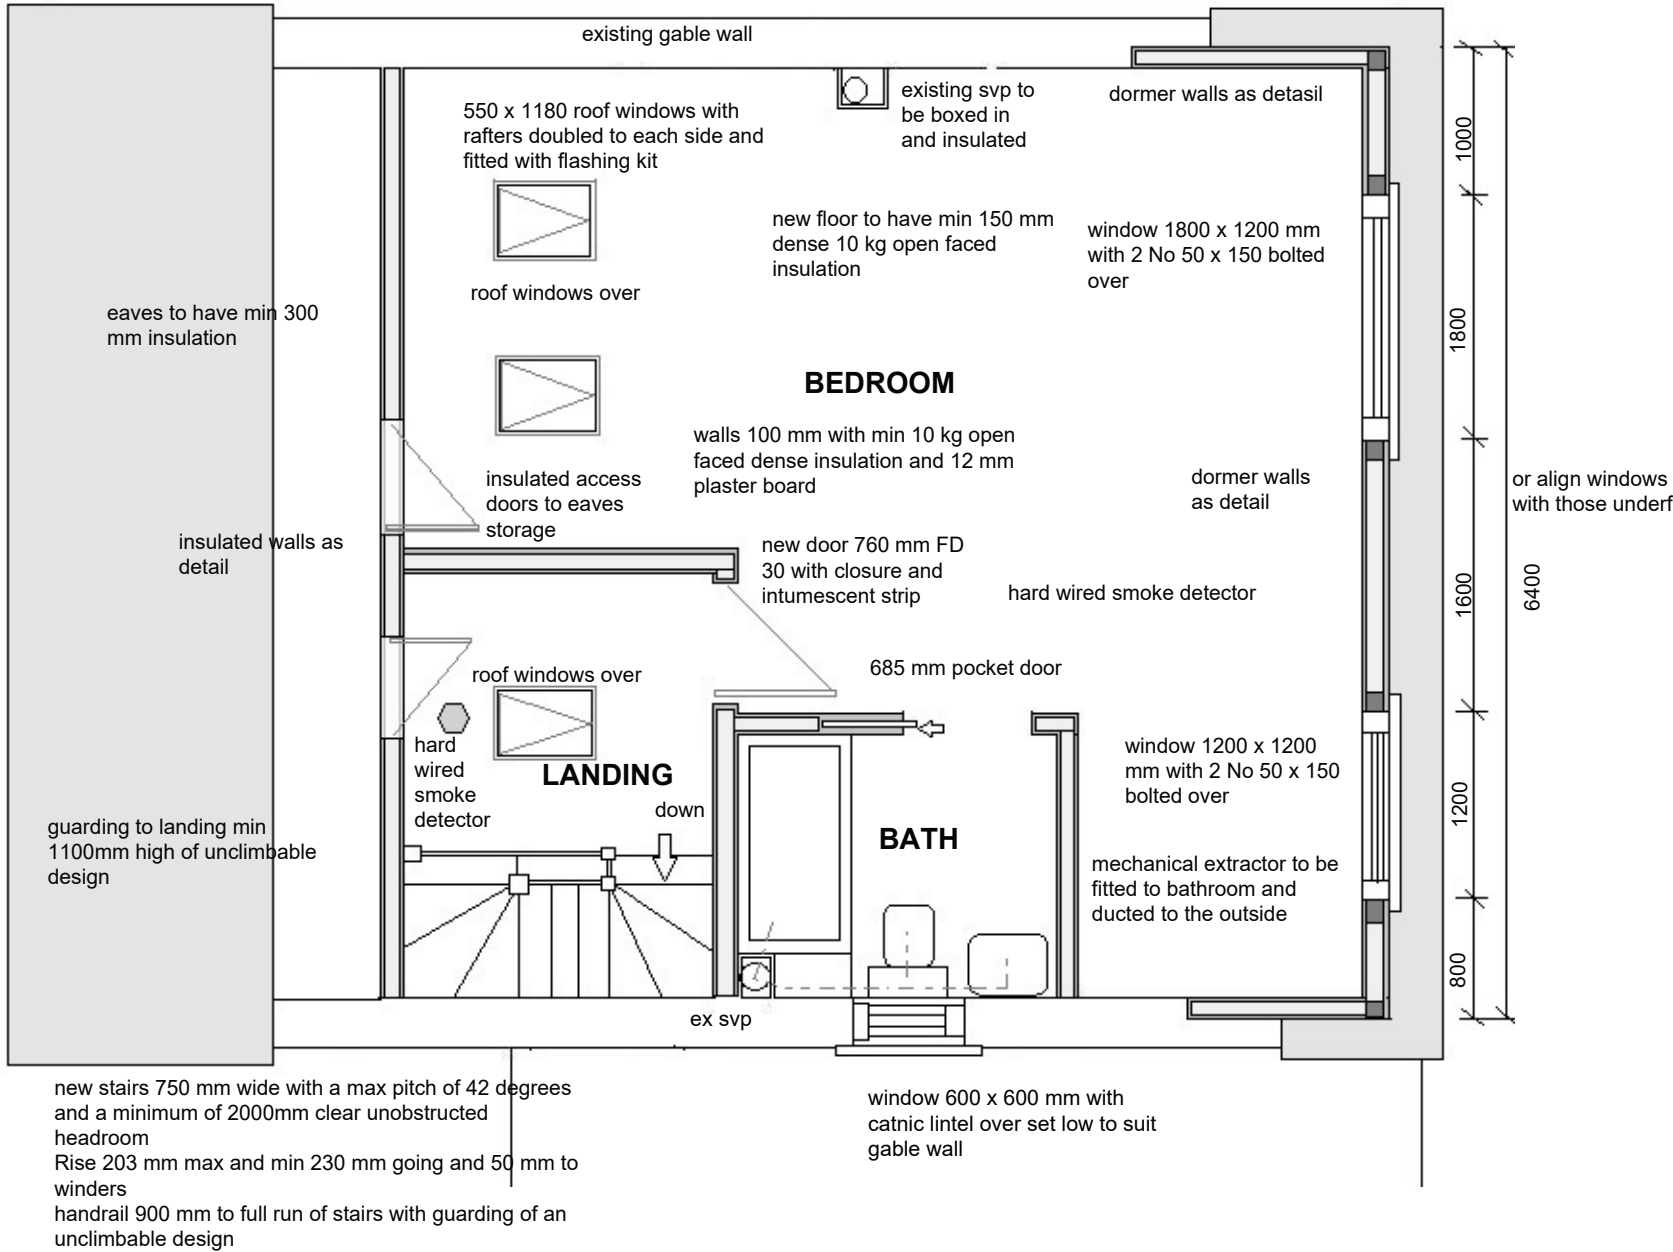 existing gable wall
550 x 1180 roof windows with
rafters doubled to each side and
fitted with flashing kit
existing svp to
be boxed in
and insulated
dormer walls as detasil
1000
new floor to have min 150 mm
dense 10 kg open faced
insulation
window 1800 x 1200 mm
with 2 No 50 x 150 bolted
over
roof windows over
eaves to have min 300
mm insulation
1800
BEDROOM
walls 100 mm with min 10 kg open
faced dense insulation and 12 mm
plaster board
insulated access
doors to eaves
storage
dormer walls
as detail
or align windows
with those underf
insulated walls as
detail
new door 760 mm FD
30 with closure and
intumescent strip
hard wired smoke detector
1600
6400
roof windows over
685 mm pocket door
hard
wired
smoke
detector
LANDING
down
window 1200 x 1200
mm with 2 No 50 x 150
bolted over
1200
guarding to landing min
1100mm high of unclimbable
design
BATH
mechanical extractor to be
fitted to bathroom and
ducted to the outside
800
ex svp
new stairs 750 mm wide with a max pitch of 42 degrees
and a minimum of 2000mm clear unobstructed
headroom
Rise 203 mm max and min 230 mm going and 50 mm to
winders
handrail 900 mm to full run of stairs with guarding of an
unclimbable design
window 600 x 600 mm with
catnic lintel over set low to suit
gable wall